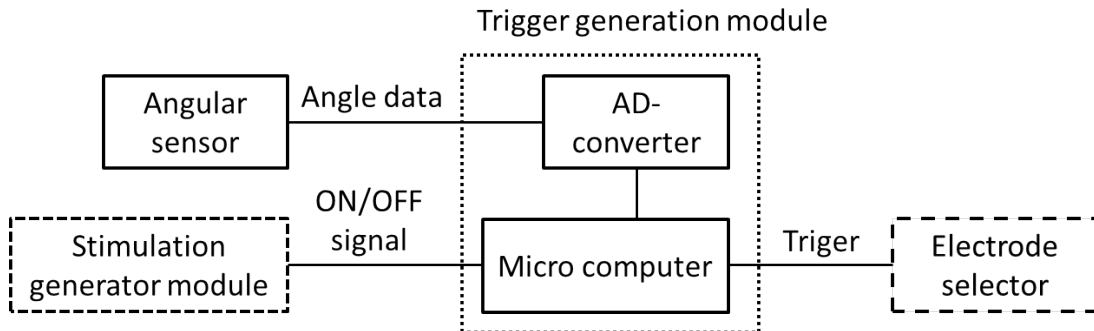 Trigger generation module
Angular
sensor
Angle data
AD-
converter
ON/OFF
signal
Stimulation
generator module
Micro computer
Triger
Electrode
selector